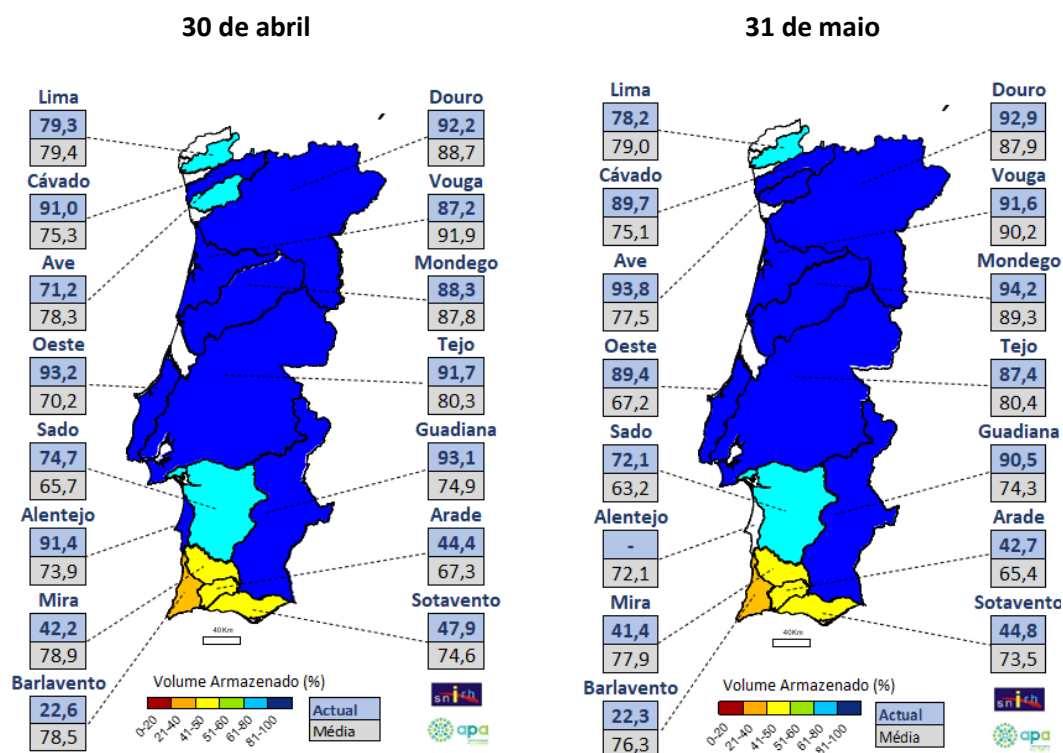 30 de abril
Lima
79,3
79,4
Cávado
91,0
75,3
Ave
71,2
78,3
Oeste
93,2
70,2
Sado
74,7
65,7
Alentejo
91,4
73,9
Mira
42,2
78,9
Barlavento
22,6
78,5
Douro
92,2
88,7
Vouga
87,2
91,9
Mondego
88,3
87,8
Tejo
91,7
80,3
Guadiana
93,1
74,9
Arade
44,4
67,3
Sotavento
47,9
74,6
40Km
Volume Armazenado (%)
0-20
21-40
41-50
51-60
61-80
81-100
Actual
Média
snirh
apa
31 de maio
Lima
78,2
79,0
Cávado
89,7
75,1
Ave
93,8
77,5
Oeste
89,4
67,2
Sado
72,1
63,2
Alentejo
-
72,1
Mira
41,4
77,9
Barlavento
22,3
76,3
Douro
92,9
87,9
Vouga
91,6
90,2
Mondego
94,2
89,3
Tejo
87,4
80,4
Guadiana
90,5
74,3
Arade
42,7
65,4
Sotavento
44,8
73,5
40Km
Volume Armazenado (%)
0-20
21-40
41-50
51-60
61-80
81-100
Actual
Média
snirh
apa